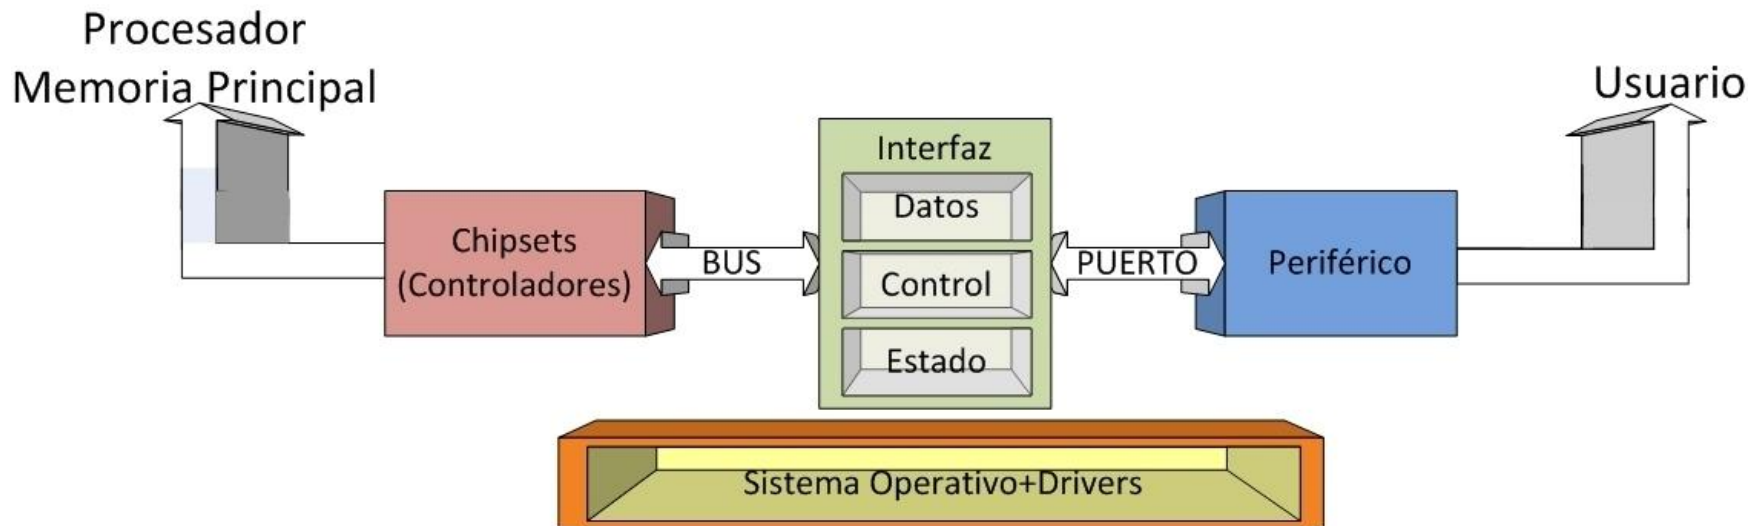 Procesador
Memoria Principal
Usuario
Interfaz
Datos
Control
Estado
Chipsets
(Controladores)
BUS
PUERTO
Periférico
Sistema Operativo+Drivers